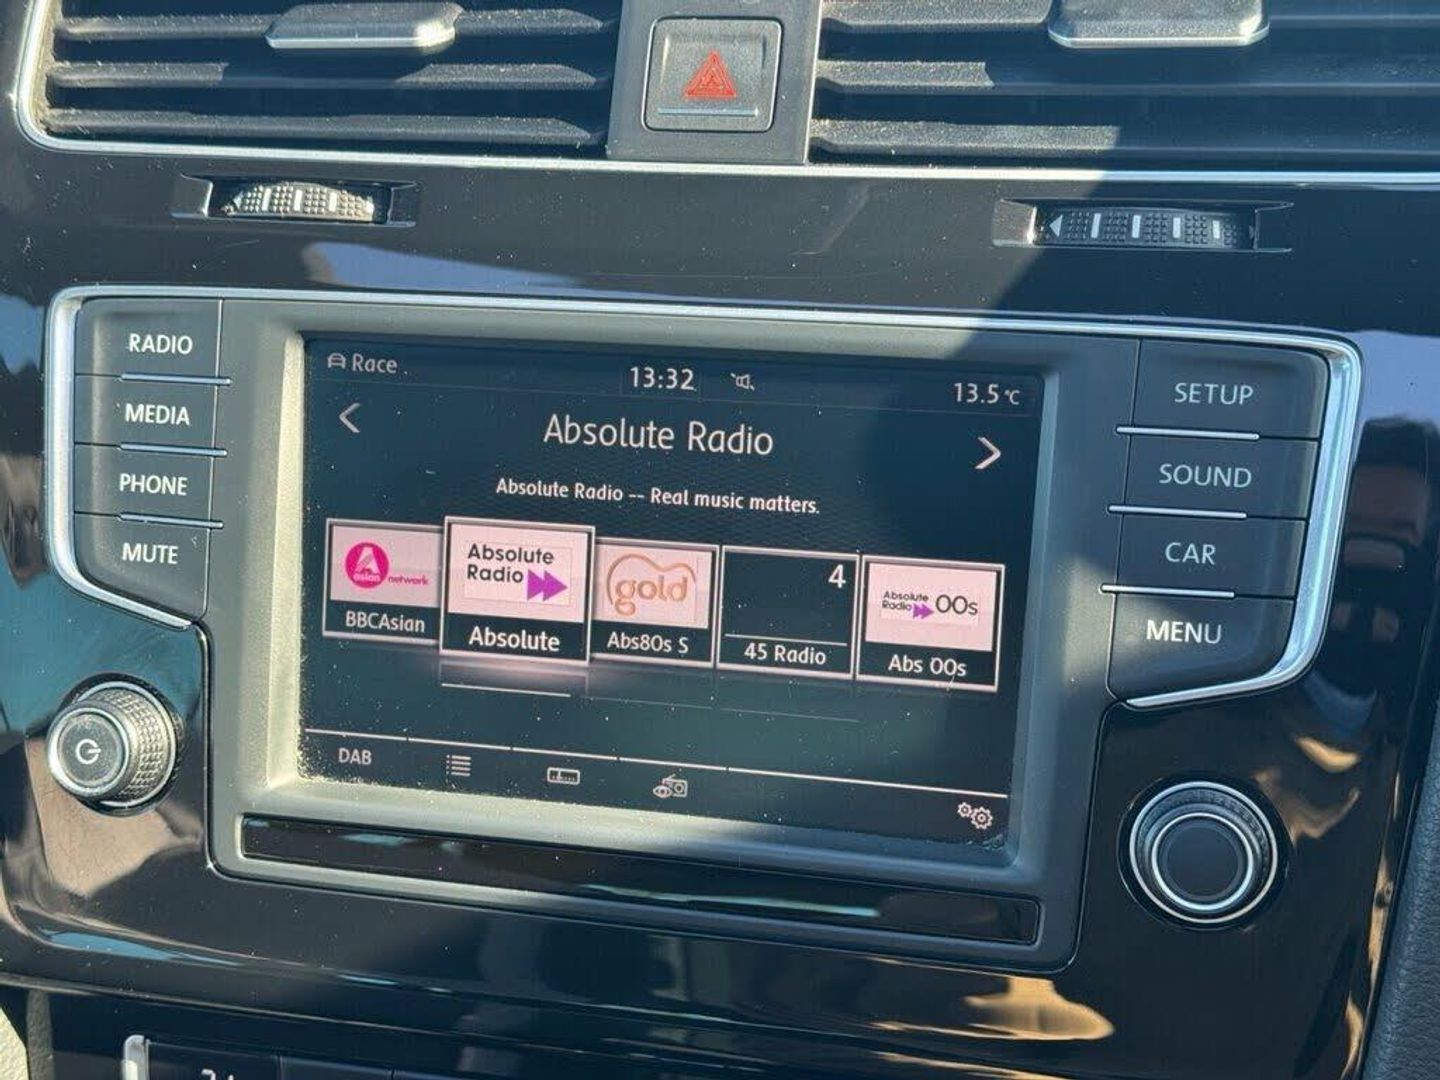 RADIO
MEDIA
PHONE
MUTE
Race
13:32
13.5 °C
Absolute Radio
Absolute Radio -- Real music matters.
asian network
BBCAsian
Absolute
Radio
Absolute
gold
Abs80s S
4
45 Radio
Absolute
Radio 00s
Abs 00s
DAB
SETUP
SOUND
CAR
MENU